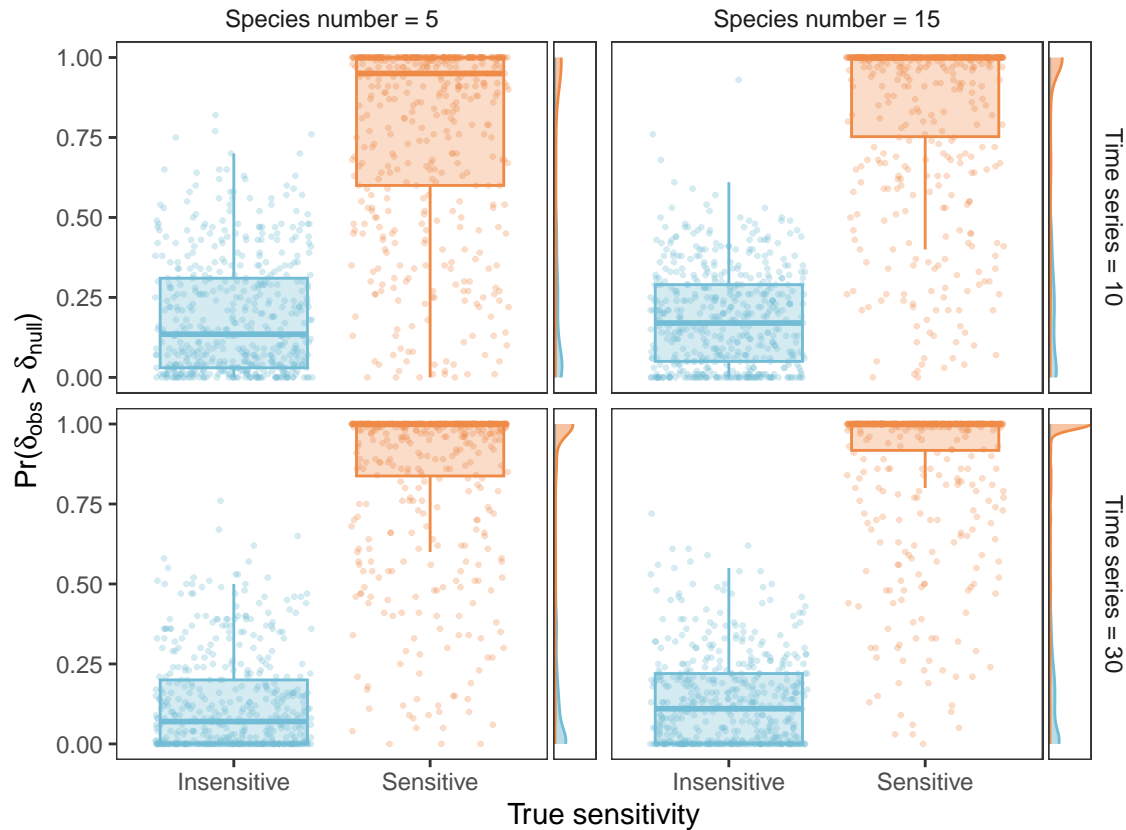 Species number = 5
Species number = 15
1.00
0.75
0.50
0.25
0.00
Time series = 10
1.00
0.75
0.50
0.25
0.00
Time series = 30
Pr(δobs > δnull)
Insensitive
Sensitive
Insensitive
Sensitive
True sensitivity